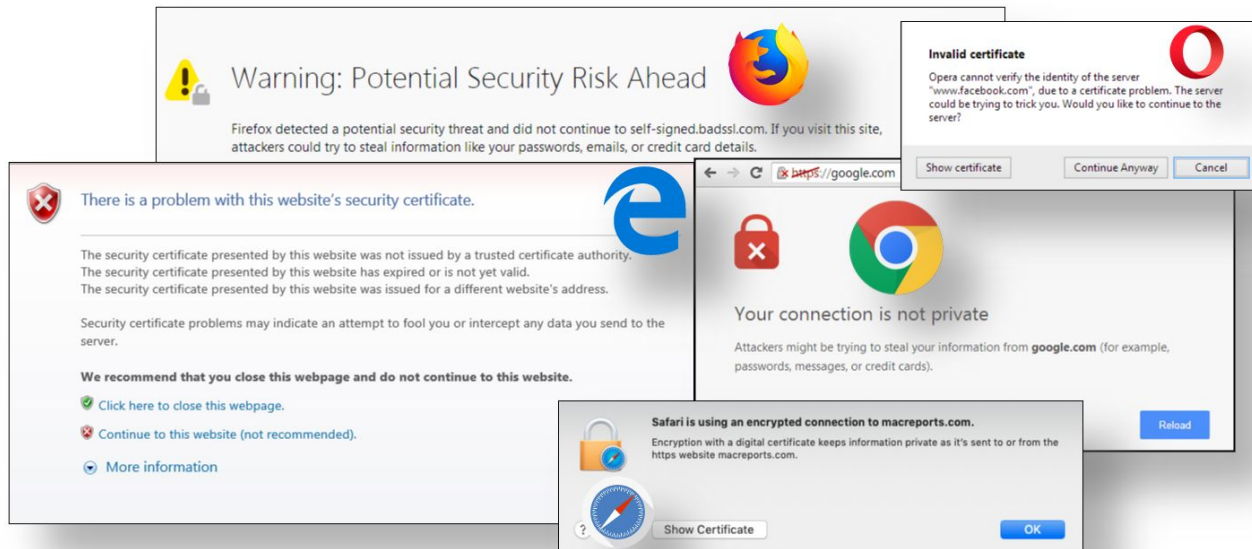 Warning: Potential Security Risk Ahead
Firefox detected a potential security threat and did not continue to self-signed.badssl.com. If you visit this site,
attackers could try to steal information like your passwords, emails, or credit card details.
Invalid certificate
Opera cannot verify the identity of the server
"www.facebook.com", due to a certificate problem. The server
could be trying to trick you. Would you like to continue to the
server?
Show certificate
Continue Anyway
Cancel
There is a problem with this website's security certificate.
The security certificate presented by this website was not issued by a trusted certificate authority.
The security certificate presented by this website has expired or is not yet valid.
The security certificate presented by this website was issued for a different website's address.
Security certificate problems may indicate an attempt to fool you or intercept any data you send to the
server.
We recommend that you close this webpage and do not continue to this website.
Click here to close this webpage.
Continue to this website (not recommended).
More information
https://google.com
Your connection is not private
Attackers might be trying to steal your information from google.com (for example,
passwords, messages, or credit cards).
Reload
Safari is using an encrypted connection to macreports.com.
Encryption with a digital certificate keeps information private as it's sent to or from the
https website macreports.com.
?
Show Certificate
OK